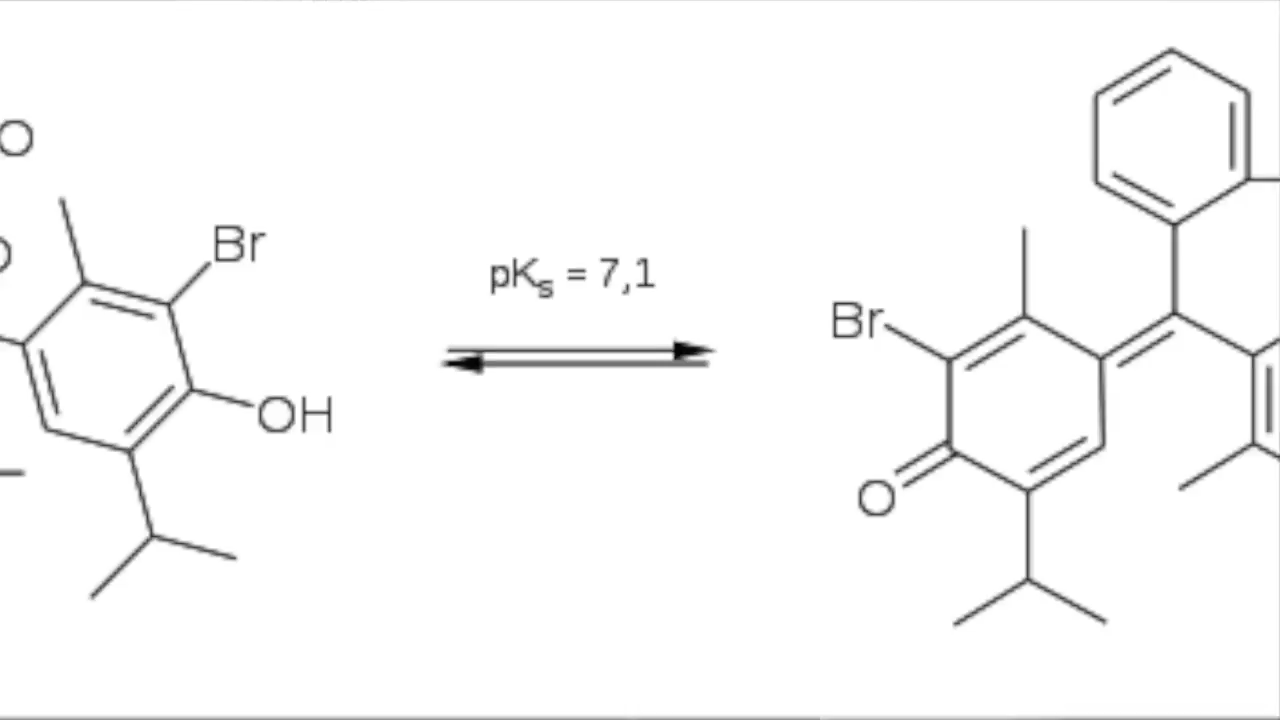 O
Br
pKs = 7,1
Br
OH
O